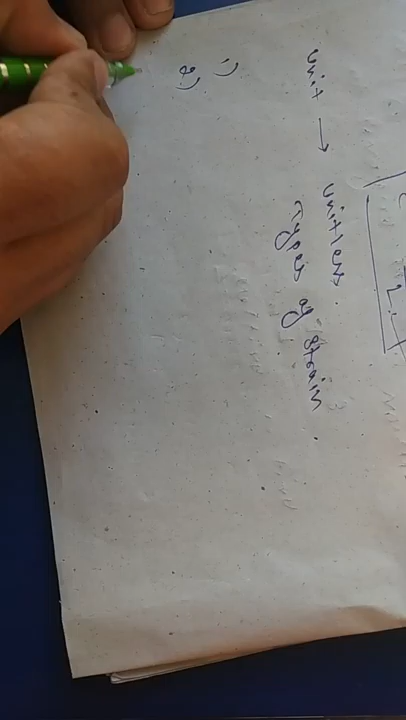 unit → unitless.
Types of strain
1)
2)